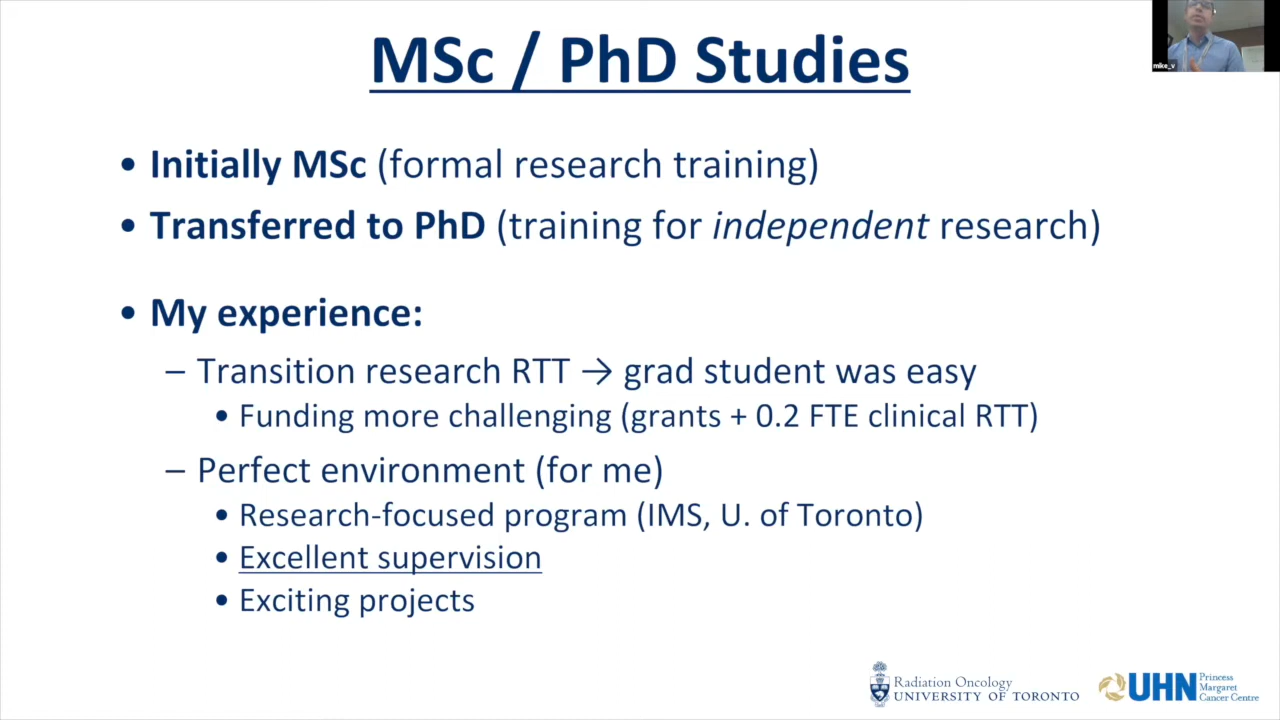 MSc / PhD Studies
mike_v
• Initially MSc (formal research training)
• Transferred to PhD (training for independent research)
• My experience:
– Transition research RTT → grad student was easy
• Funding more challenging (grants + 0.2 FTE clinical RTT)
– Perfect environment (for me)
• Research-focused program (IMS, U. of Toronto)
• Excellent supervision
• Exciting projects
Radiation Oncology
UNIVERSITY OF TORONTO
UHN
Princess
Margaret
Cancer Centre